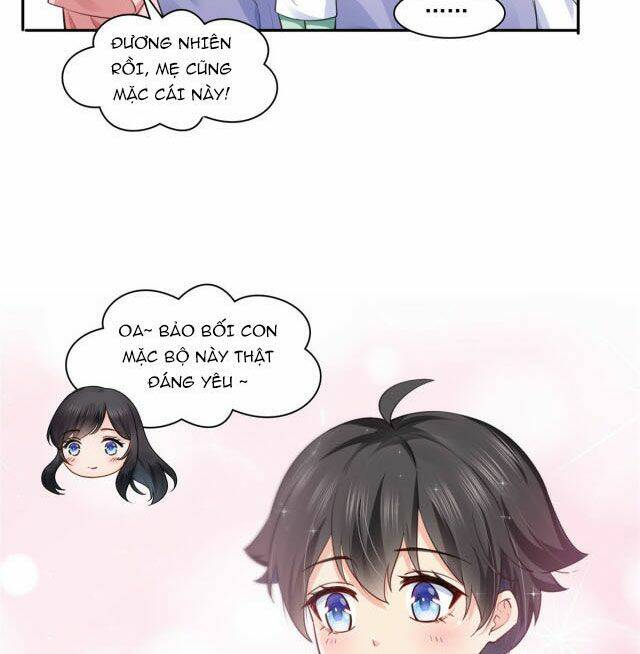 ......
ĐƯƠNG NHIÊN
RỒI, MẸ CŨNG
MẶC CÁI NÀY!
OA~ BẢO BỐI CON
MẶC BỘ NÀY THẬT
ĐÁNG YÊU ~